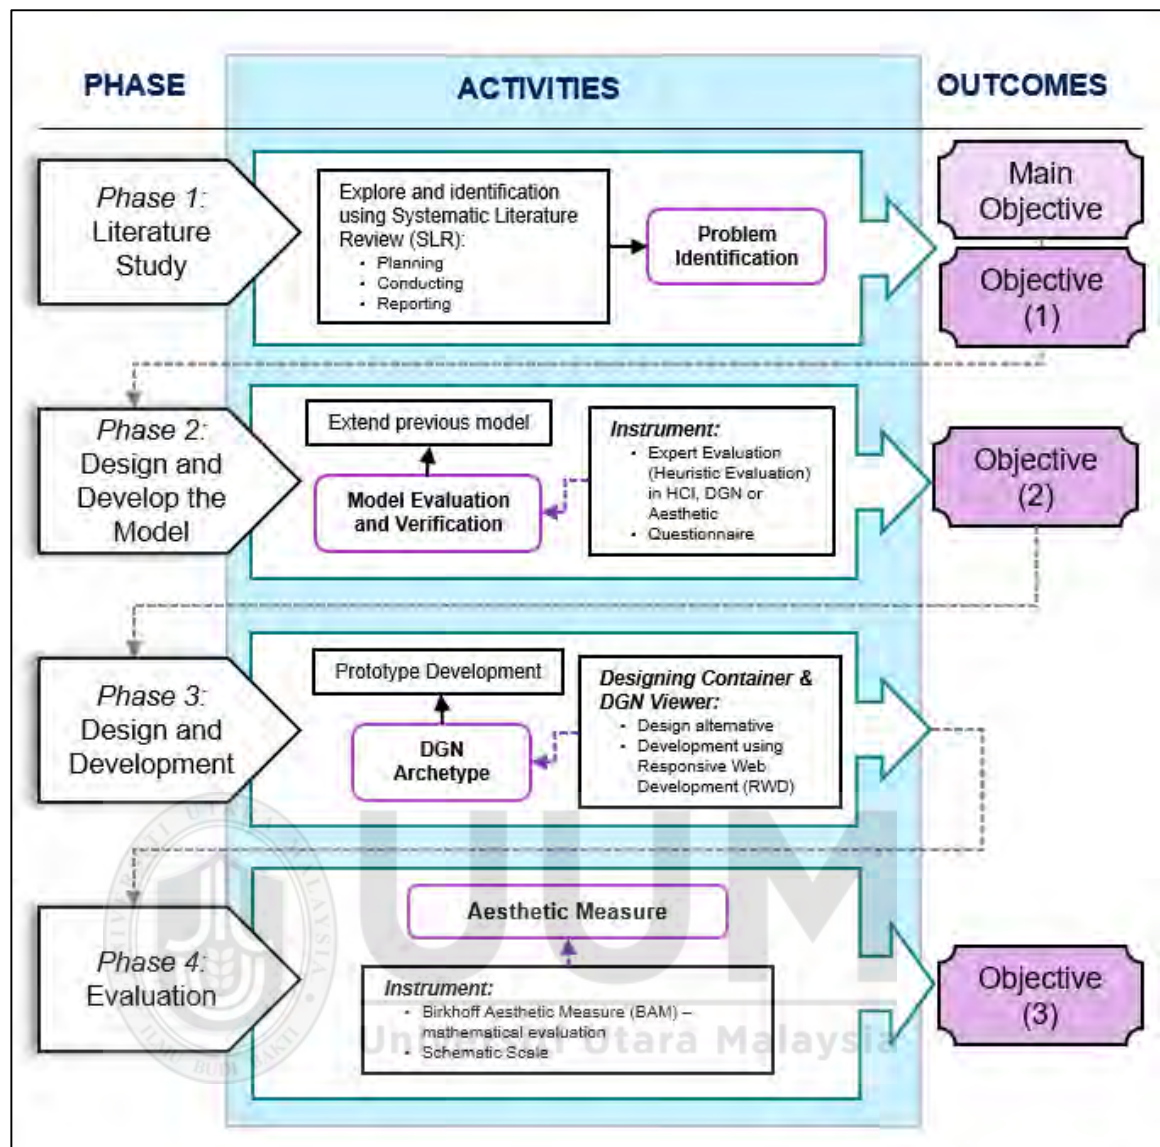 PHASE
ACTIVITIES
OUTCOMES
Phase 1:
Literature
Study
Explore and identification
using Systematic Literature
Review (SLR):
• Planning
• Conducting
• Reporting
Problem
Identification
Main
Objective
Objective
(1)
Phase 2:
Design and
Develop the
Model
Extend previous model
Model Evaluation
and Verification
Instrument:
• Expert Evaluation
(Heuristic Evaluation)
in HCI, DGN or
Aesthetic
• Questionnaire
Objective
(2)
Phase 3:
Design and
Development
Prototype Development
DGN
Archetype
Designing Container &
DGN Viewer:
• Design alternative
• Development using
Responsive Web
Development (RWD)
Phase 4:
Evaluation
Aesthetic Measure
Instrument:
• Birkhoff Aesthetic Measure (BAM) –
mathematical evaluation
• Schematic Scale
Objective
(3)
UUM
Universiti Utara Malaysia
UNIVERSITI UTARA MALAYSIA